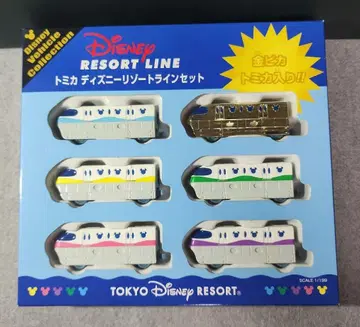 Disney
Vehicle
Collection
Disney
RESORT LINE
トミカ ディズニーリゾートラインセット
金ピカ
トミカ入り!!
SCALE 1/189
TOKYO Disney RESORT®